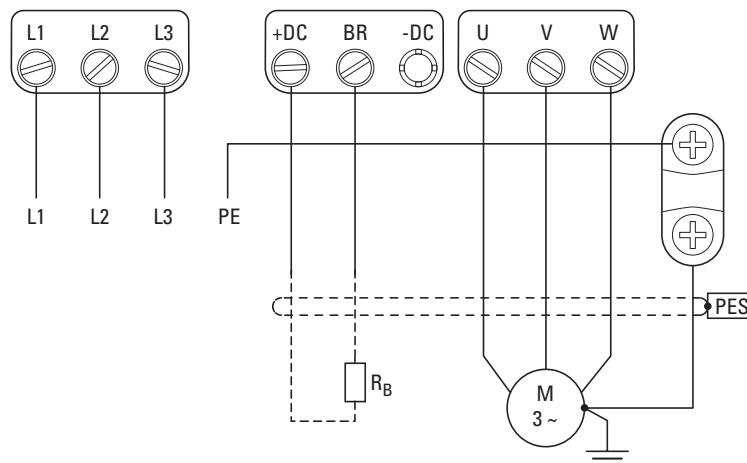 L1 L2 L3 +DC BR -DC U V W
L1 L2 L3 PE
PES
RB
M
3 ~